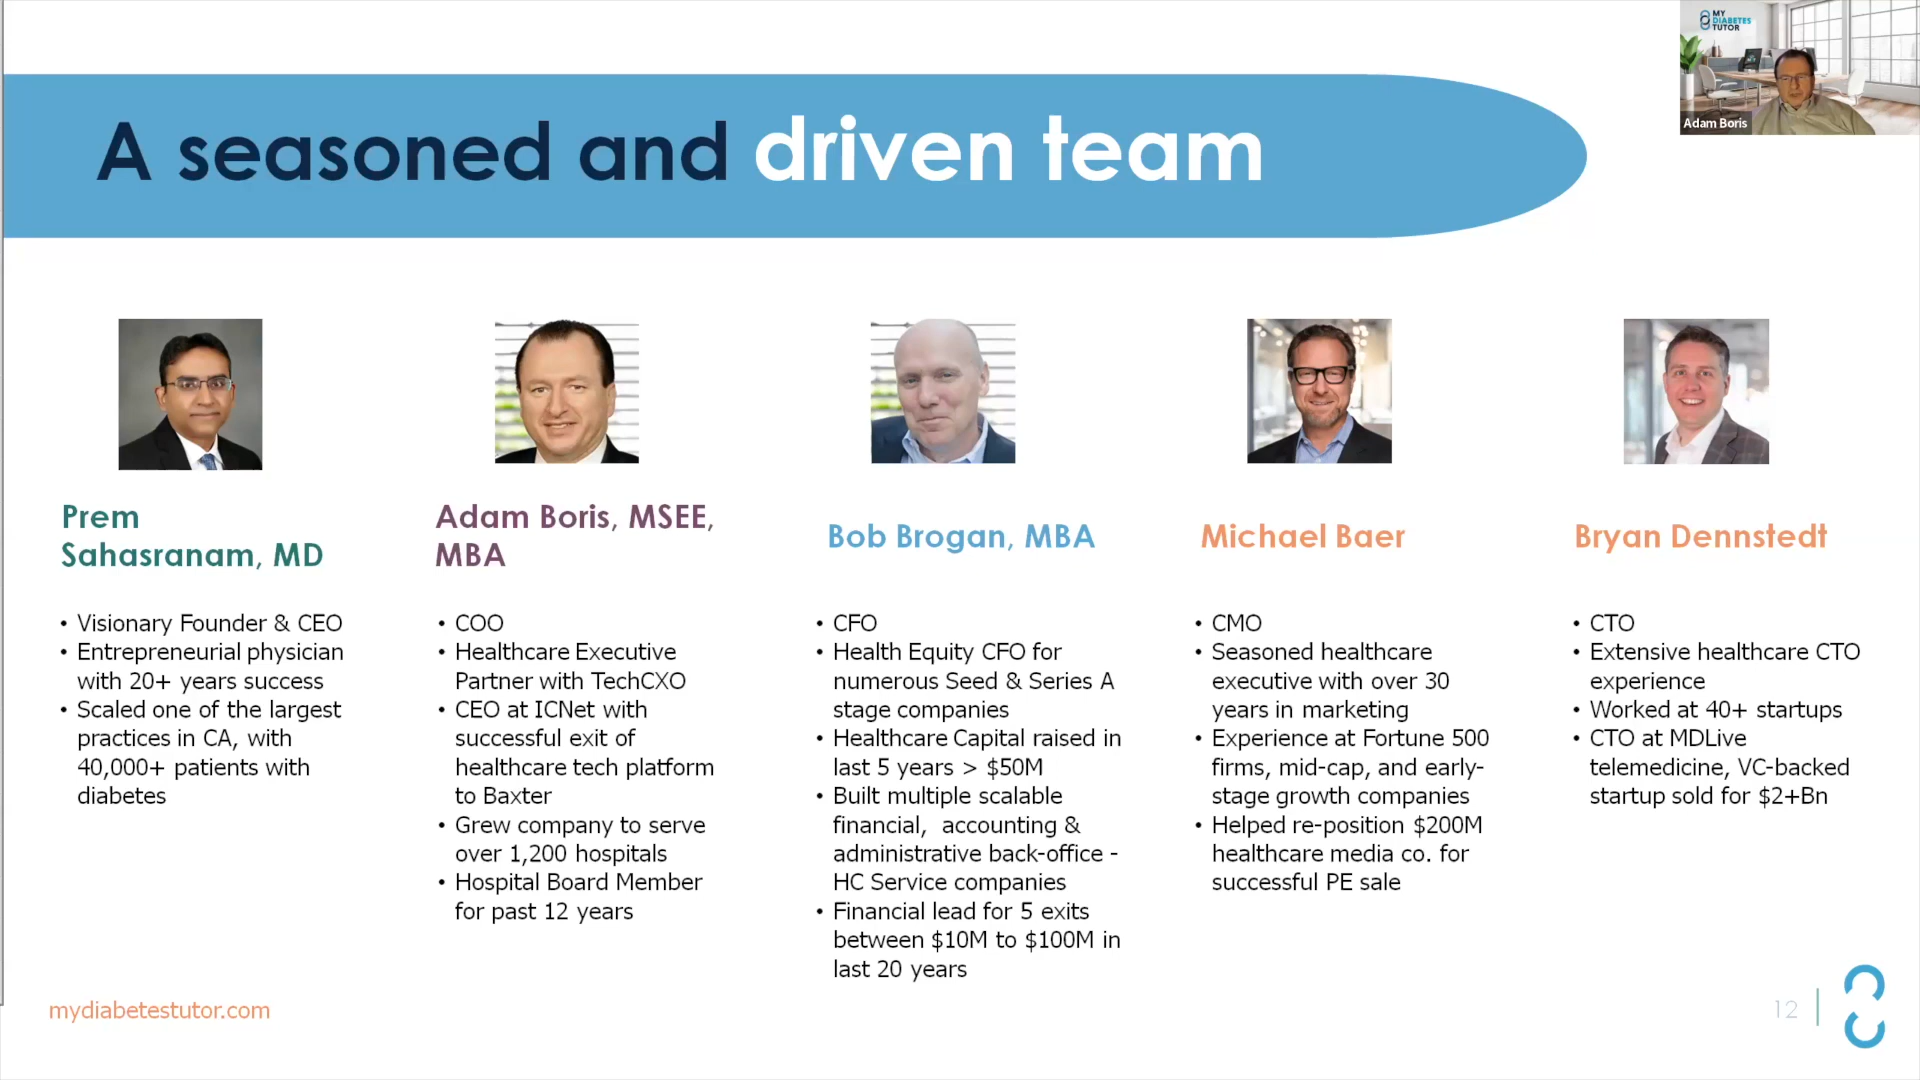 MY
DIABETES
TUTOR
Adam Boris
A seasoned and driven team
Prem
Sahasranam, MD
• Visionary Founder & CEO
• Entrepreneurial physician
with 20+ years success
• Scaled one of the largest
practices in CA, with
40,000+ patients with
diabetes
Adam Boris, MSEE,
MBA
• COO
• Healthcare Executive
Partner with TechCXO
• CEO at ICNet with
successful exit of
healthcare tech platform
to Baxter
• Grew company to serve
over 1,200 hospitals
• Hospital Board Member
for past 12 years
Bob Brogan, MBA
• CFO
• Health Equity CFO for
numerous Seed & Series A
stage companies
• Healthcare Capital raised in
last 5 years > $50M
• Built multiple scalable
financial, accounting &
administrative back-office -
HC Service companies
• Financial lead for 5 exits
between $10M to $100M in
last 20 years
Michael Baer
• CMO
• Seasoned healthcare
executive with over 30
years in marketing
• Experience at Fortune 500
firms, mid-cap, and early-
stage growth companies
• Helped re-position $200M
healthcare media co. for
successful PE sale
Bryan Dennstedt
• CTO
• Extensive healthcare CTO
experience
• Worked at 40+ startups
• CTO at MDLive
telemedicine, VC-backed
startup sold for $2+Bn
mydiabetestutor.com
12